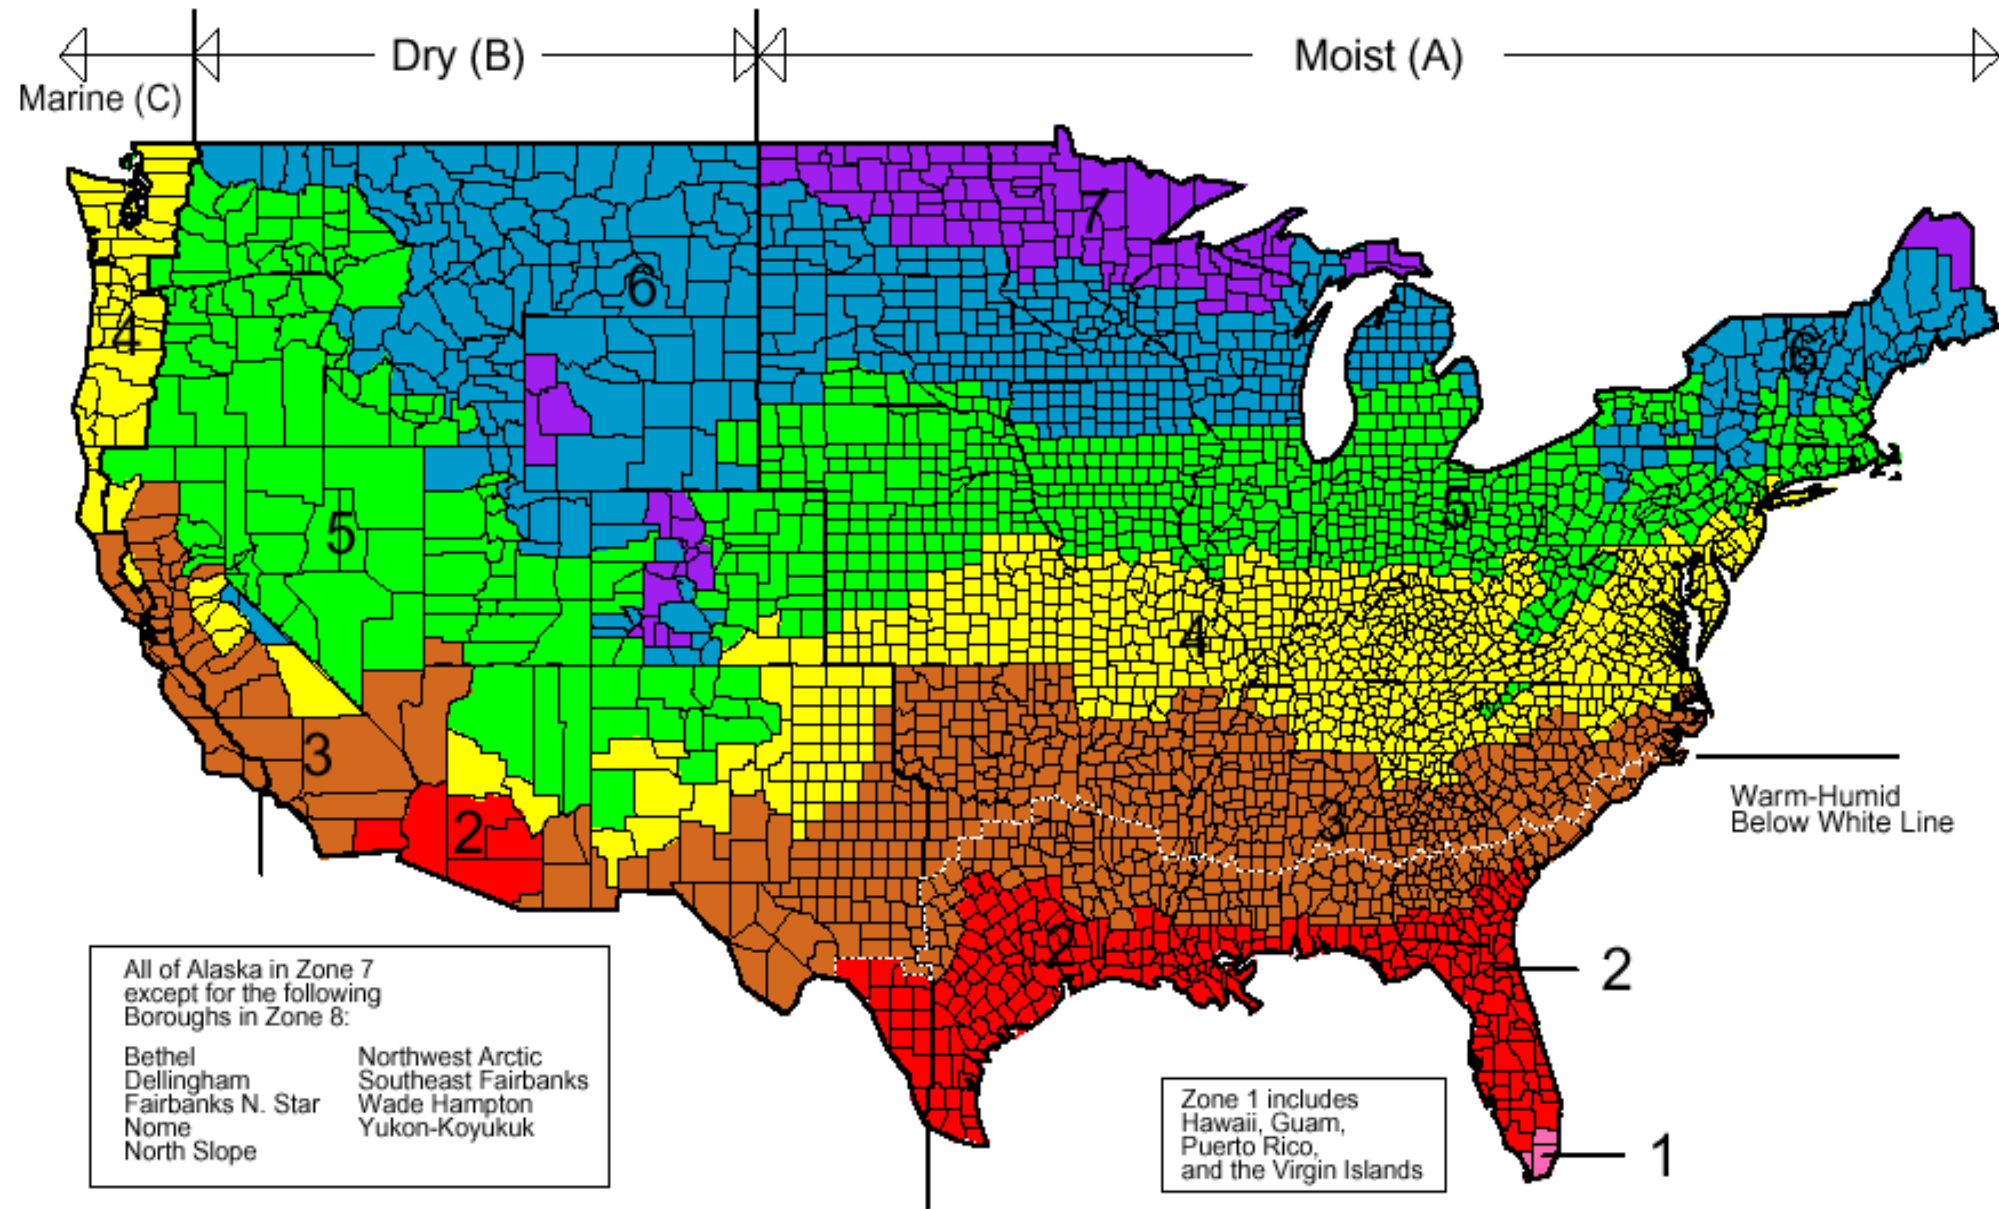 Dry (B)
Moist (A)
Marine (C)
7
6
4
6
5
5
4
3
3
2
2
Warm-Humid
Below White Line
2
1
All of Alaska in Zone 7
except for the following
Boroughs in Zone 8:
Bethel
Dellingham
Fairbanks N. Star
Nome
North Slope
Northwest Arctic
Southeast Fairbanks
Wade Hampton
Yukon-Koyukuk
Zone 1 includes
Hawaii, Guam,
Puerto Rico,
and the Virgin Islands